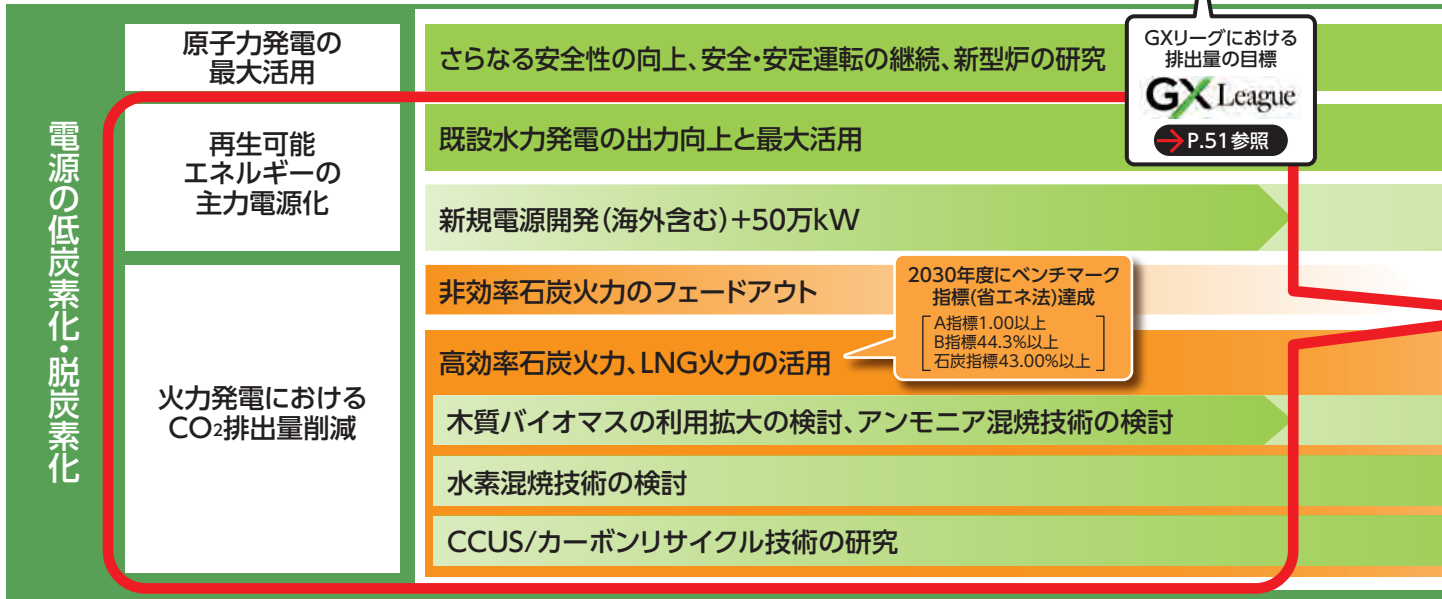 電源の低炭素化・脱炭素化
原子力発電の
最大活用
さらなる安全性の向上、安全・安定運転の継続、新型炉の研究
GXリーグにおける
排出量の目標
GX League
P.51参照
再生可能
エネルギーの
主力電源化
既設水力発電の出力向上と最大活用
新規電源開発(海外含む)+50万kW
火力発電における
CO2排出量削減
非効率石炭火力のフェードアウト
2030年度にベンチマーク
指標(省エネ法)達成
A指標1.00以上
B指標44.3%以上
石炭指標43.00%以上
高効率石炭火力、LNG火力の活用
木質バイオマスの利用拡大の検討、アンモニア混焼技術の検討
水素混焼技術の検討
CCUS/カーボンリサイクル技術の研究